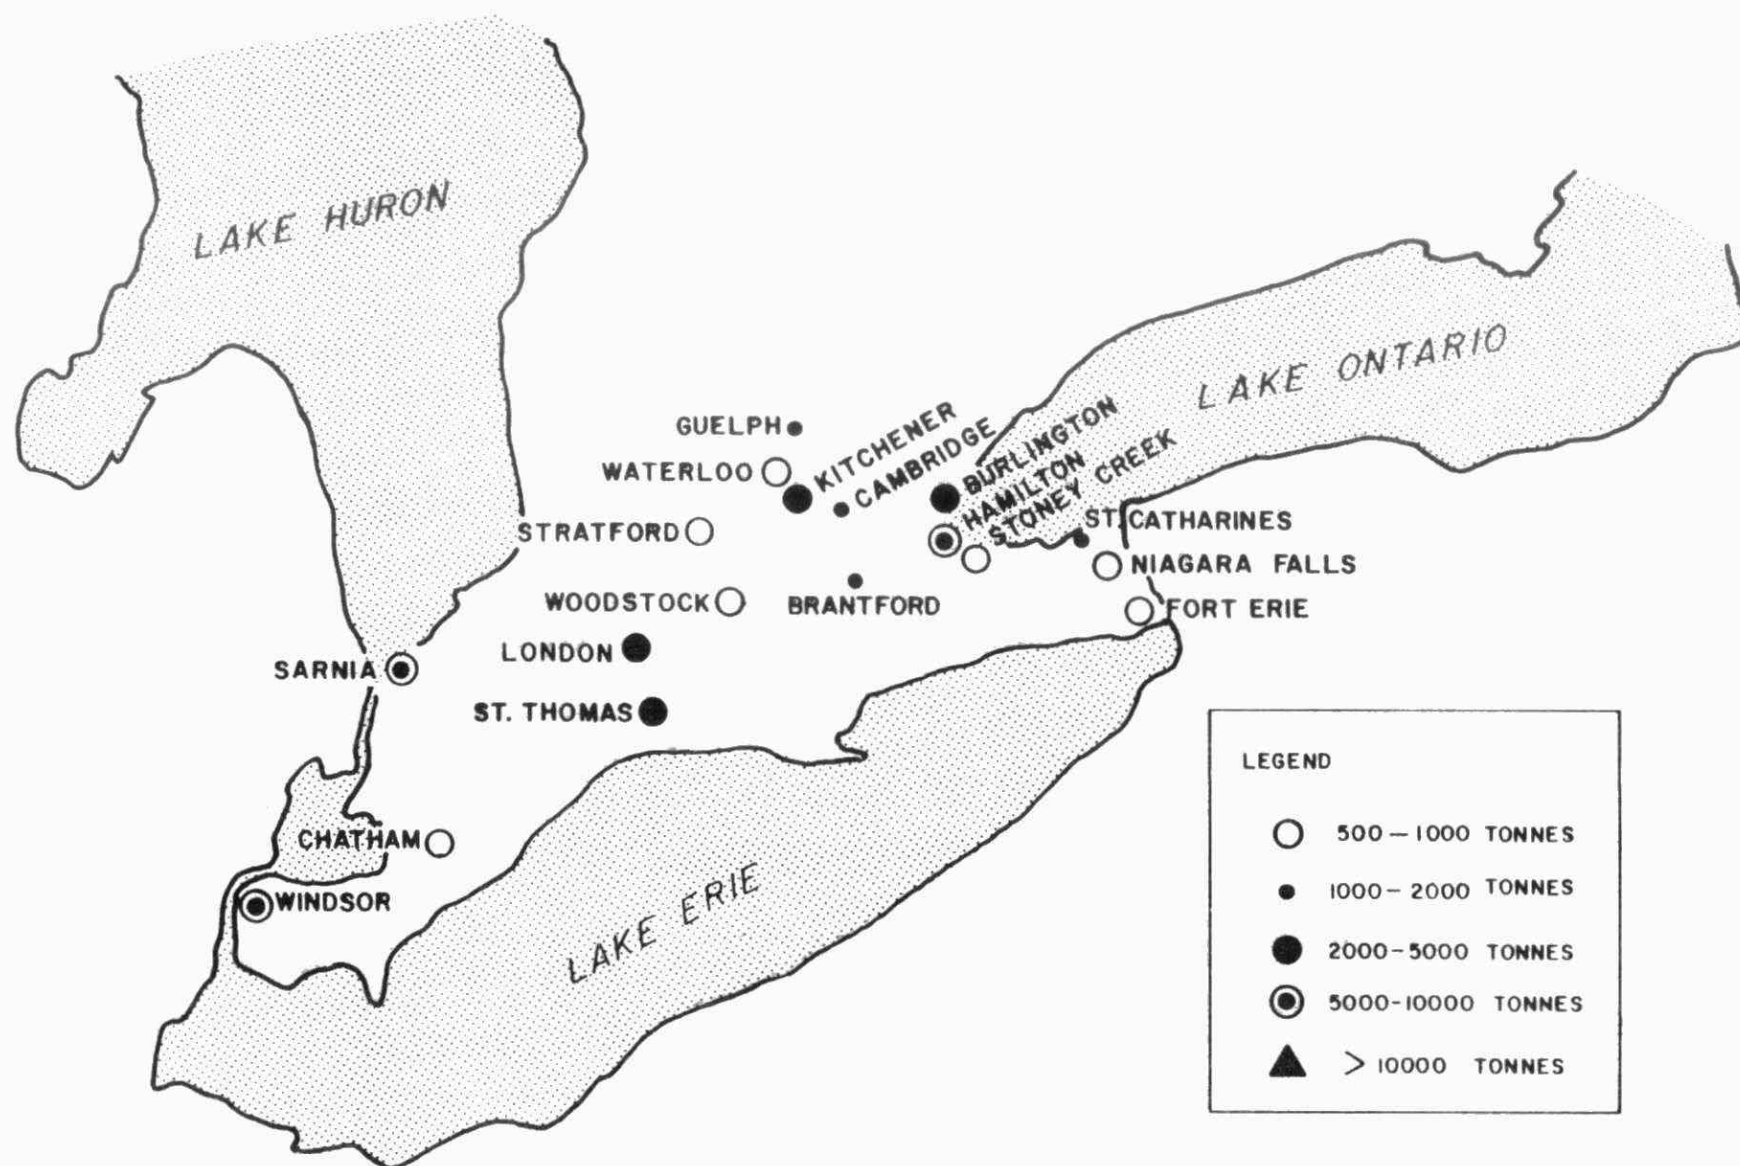 LAKE HURON
LAKE ONTARIO
GUELPH
KITCHENER
CAMBRIDGE
BURLINGTON
HAMILTON
STONEY CREEK
WATERLOO
STRATFORD
ST. CATHARINES
NIAGARA FALLS
WOODSTOCK
BRANTFORD
FORT ERIE
LONDON
SARNIA
ST. THOMAS
CHATHAM
WINDSOR
LAKE ERIE
LEGEND
500 – 1000 TONNES
1000 – 2000 TONNES
2000 – 5000 TONNES
5000 - 10000 TONNES
> 10000 TONNES